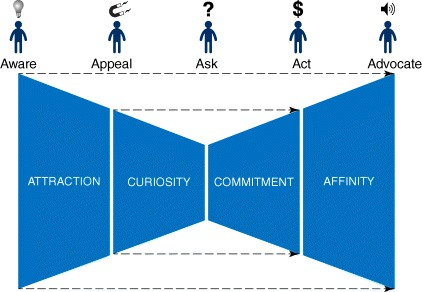 ?
$
Aware
Appeal
Ask
Act
Advocate
ATTRACTION
CURIOSITY
COMMITMENT
AFFINITY